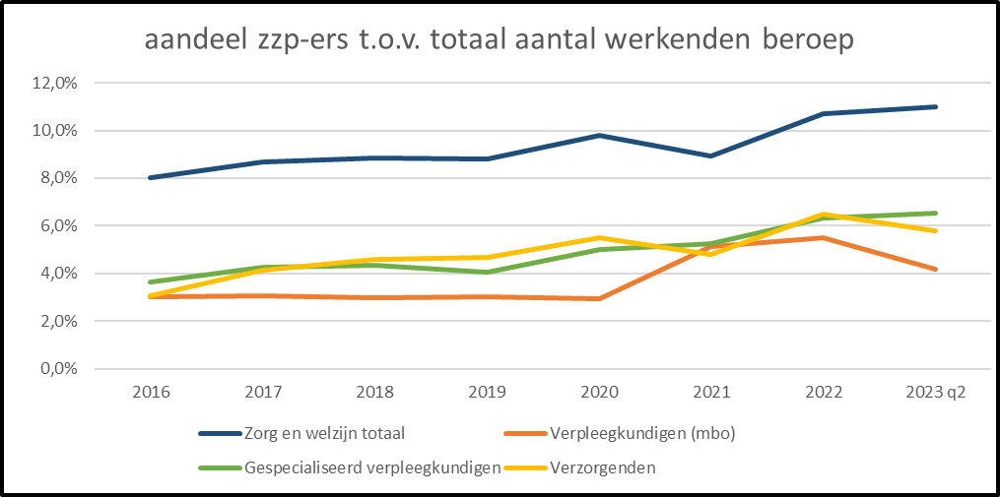 aandeel zzp-ers t.o.v. totaal aantal werkenden beroep
12,0%
10,0%
8,0%
6,0%
4,0%
2,0%
0,0%
2016 2017 2018 2019 2020 2021 2022 2023 q2
Zorg en welzijn totaal Verpleegkundigen (mbo)
Gespecialiseerd verpleegkundigen Verzorgenden